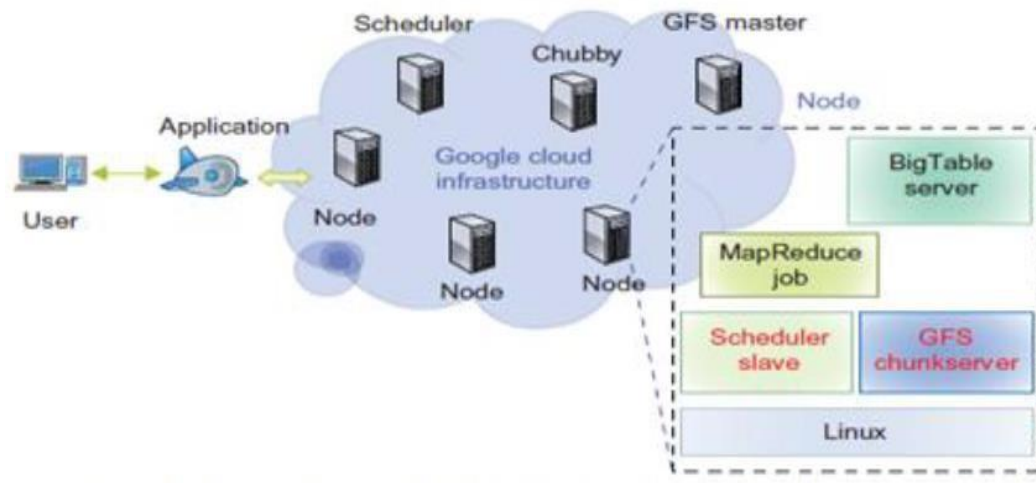 Scheduler
GFS master
Chubby
Node
Application
BigTable
server
Google cloud
infrastructure
User
Node
MapReduce
job
Node
Node
Scheduler
slave
GFS
chunkserver
Linux